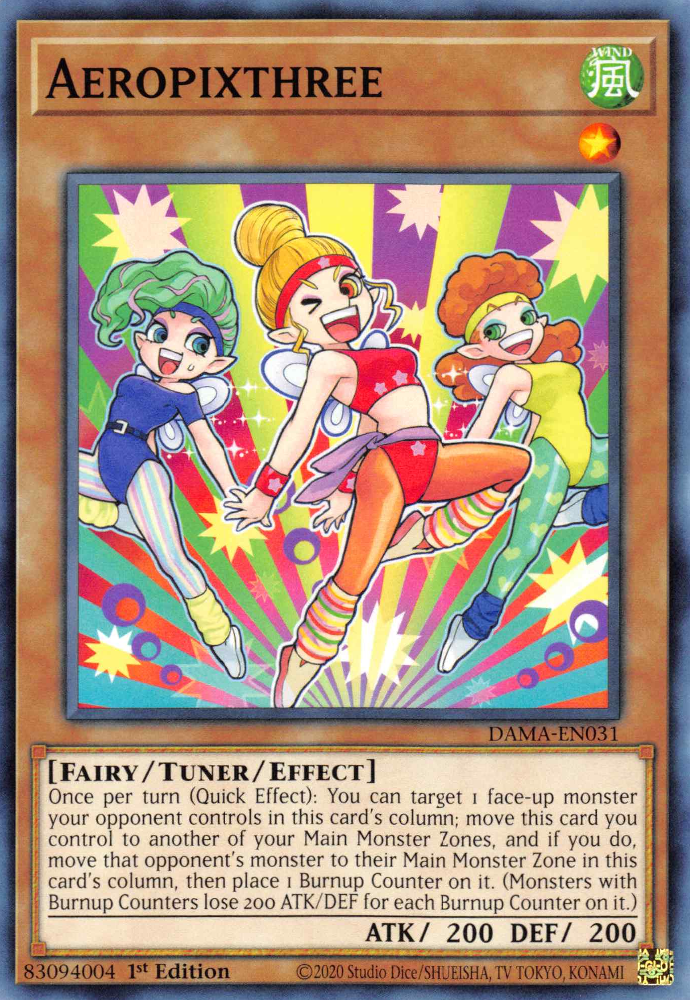 AEROPIXTHREE
WIND
風
DAMA-EN031
[FAIRY/TUNER/EFFECT]
Once per turn (Quick Effect): You can target 1 face-up monster
your opponent controls in this card's column; move this card you
control to another of your Main Monster Zones, and if you do,
move that opponent's monster to their Main Monster Zone in this
card's column, then place 1 Burnup Counter on it. (Monsters with
Burnup Counters lose 200 ATK/DEF for each Burnup Counter on it.)
ATK/ 200 DEF/ 200
83094004 1st Edition ©2020 Studio Dice/SHUEISHA, TV TOKYO, KONAMI